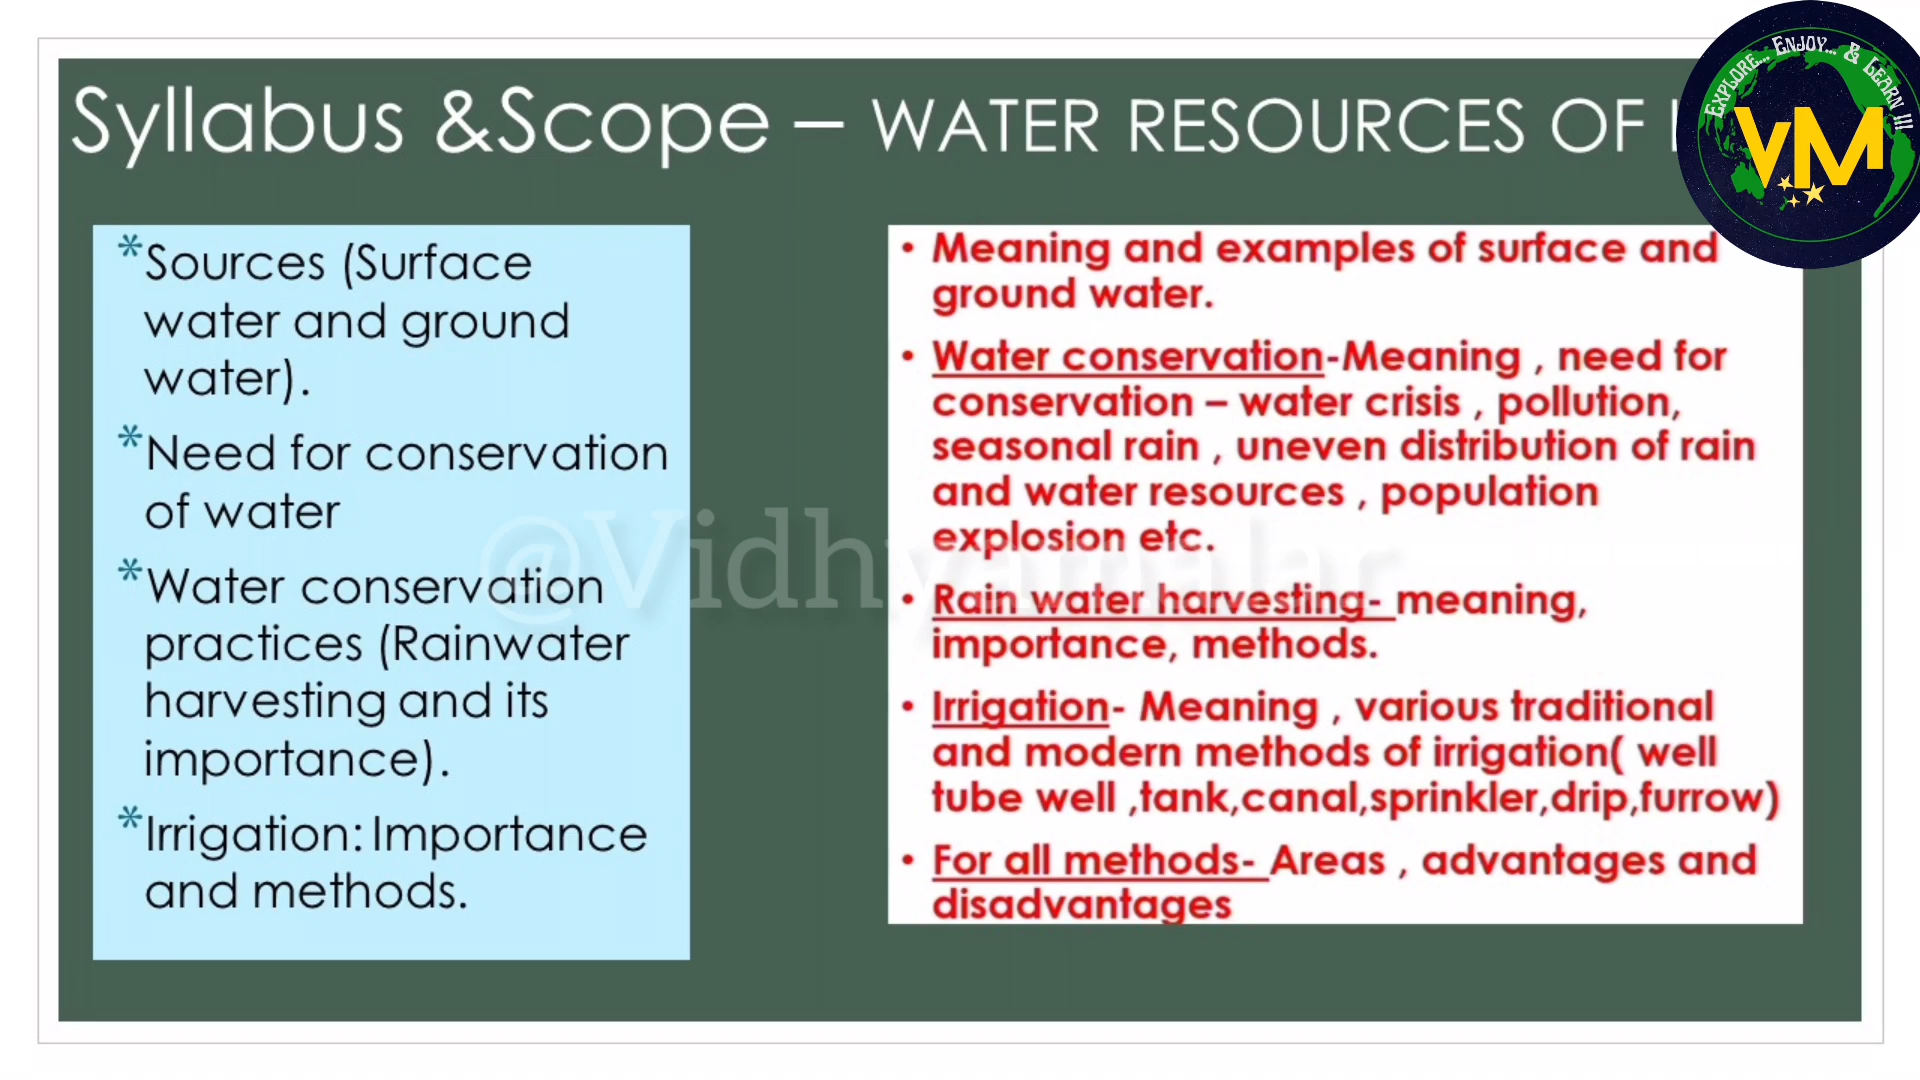 Syllabus &Scope – WATER RESOURCES OF
EXPLORE... ENJOY... & LEARN !!!
VM
*Sources (Surface
water and ground
water).
*Need for conservation
of water
*Water conservation
practices (Rainwater
harvesting and its
importance).
*Irrigation: Importance
and methods.
• Meaning and examples of surface and
ground water.
• Water conservation-Meaning , need for
conservation – water crisis , pollution,
seasonal rain , uneven distribution of rain
and water resources , population
explosion etc.
• Rain water harvesting- meaning,
importance, methods.
• Irrigation- Meaning , various traditional
and modern methods of irrigation( well
tube well ,tank,canal,sprinkler,drip,furrow)
• For all methods- Areas , advantages and
disadvantages
@Vidhyamalar